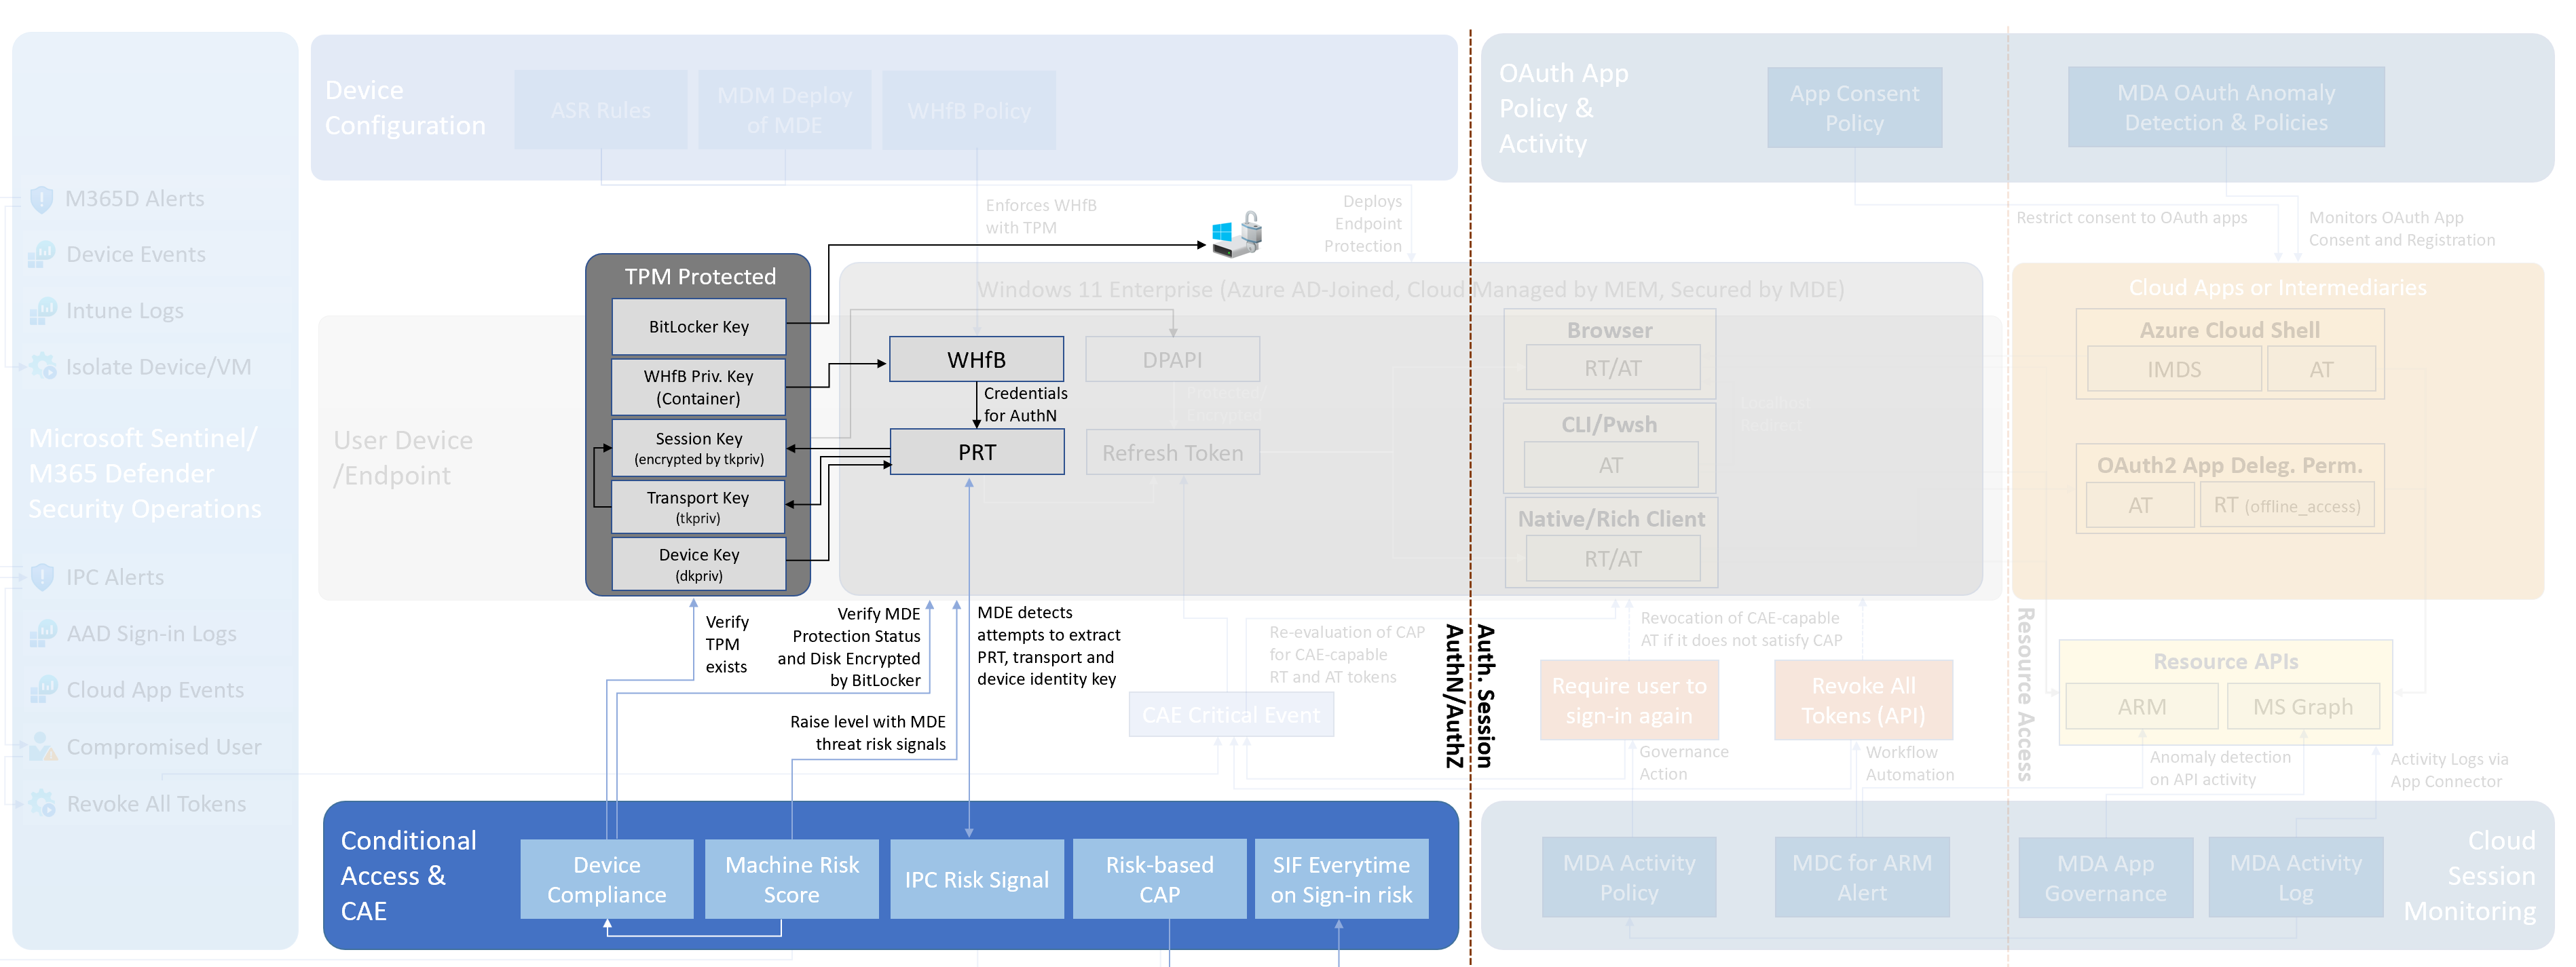 Device
Configuration
ASR Rules
MDM Deploy
of MDE
WHfB Policy
OAuth App
Policy &
Activity
App Consent
Policy
MDA OAuth Anomaly
Detection & Policies
M365D Alerts
Device Events
Intune Logs
Isolate Device/VM
Microsoft Sentinel/
M365 Defender
Security Operations
IPC Alerts
AAD Sign-in Logs
Cloud App Events
Compromised User
Revoke All Tokens
Enforces WHfB
with TPM
Deploys
Endpoint
Protection
Restrict consent to OAuth apps
Monitors OAuth App
Consent and Registration
User Device
/Endpoint
TPM Protected
BitLocker Key
WHfB Priv. Key
(Container)
Session Key
(encrypted by tkpriv)
Transport Key
(tkpriv)
Device Key
(dkpriv)
Windows 11 Enterprise (Azure AD-Joined, Cloud Managed by MEM, Secured by MDE)
WHfB
Credentials
for AuthN
PRT
DPAPI
Protected/
Encrypted
Refresh Token
Browser
RT/AT
CLI/Pwsh
AT
Native/Rich Client
RT/AT
Localhost
Redirect
Cloud Apps or Intermediaries
Azure Cloud Shell
IMDS
AT
OAuth2 App Deleg. Perm.
AT
RT (offline_access)
Verify
TPM
exists
Verify MDE
Protection Status
and Disk Encrypted
by BitLocker
MDE detects
attempts to extract
PRT, transport and
device identity key
Raise level with MDE
threat risk signals
Re-evaluation of CAP
for CAE-capable
RT and AT tokens
CAE Critical Event
AuthN/AuthZ
Auth. Session
Revocation of CAE-capable
AT if it does not satisfy CAP
Require user to
sign-in again
Revoke All
Tokens (API)
Governance
Action
Workflow
Automation
Resource Access
Resource APIs
ARM
MS Graph
Anomaly detection
on API activity
Activity Logs via
App Connector
Conditional
Access &
CAE
Device
Compliance
Machine Risk
Score
IPC Risk Signal
Risk-based
CAP
SIF Everytime
on Sign-in risk
MDA Activity
Policy
MDC for ARM
Alert
MDA App
Governance
MDA Activity
Log
Cloud
Session
Monitoring